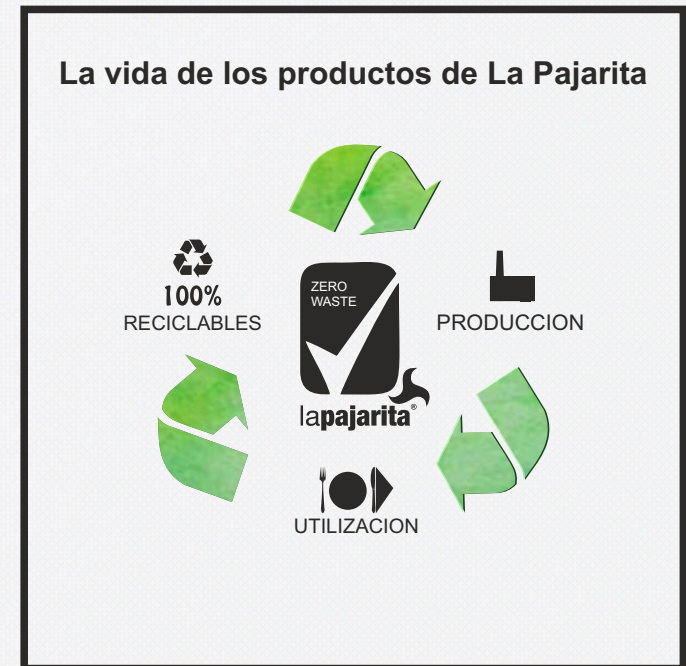 La vida de los productos de La Pajarita
100%
RECICLABLES
ZERO
WASTE
PRODUCCION
lapajarita®
UTILIZACION